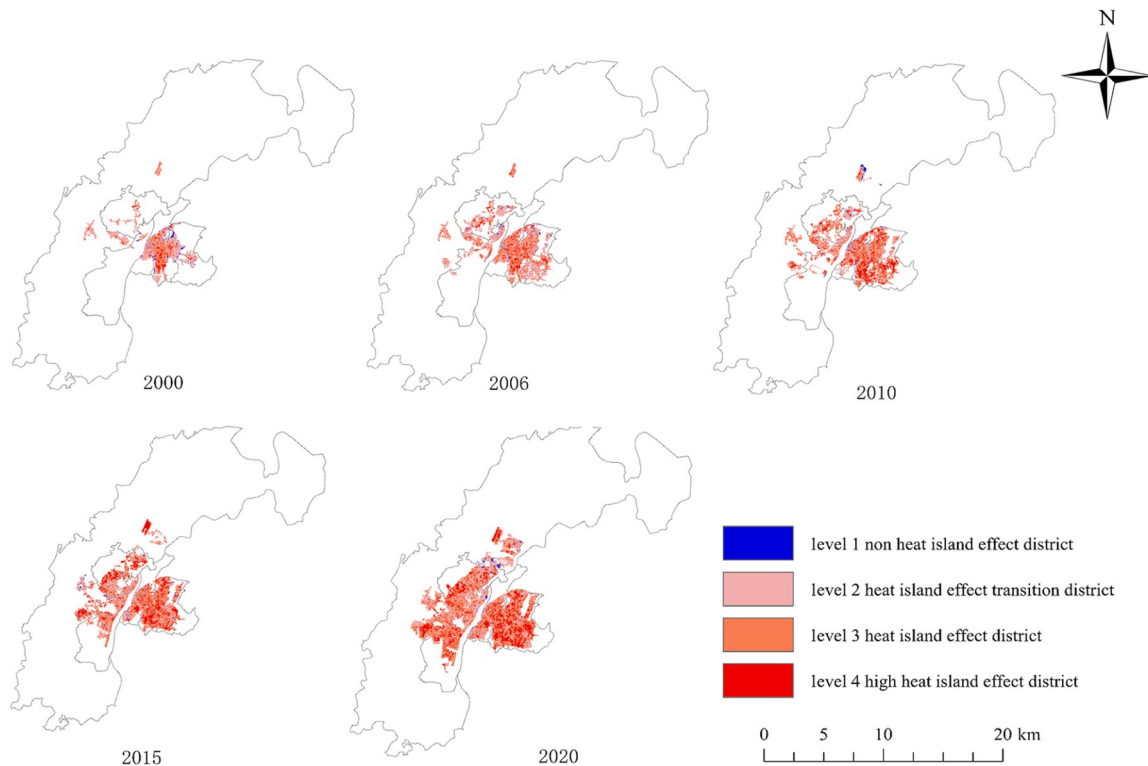 N
2000
2006
2010
2015
2020
level 1 non heat island effect district
level 2 heat island effect transition district
level 3 heat island effect district
level 4 high heat island effect district
0 5 10 20 km